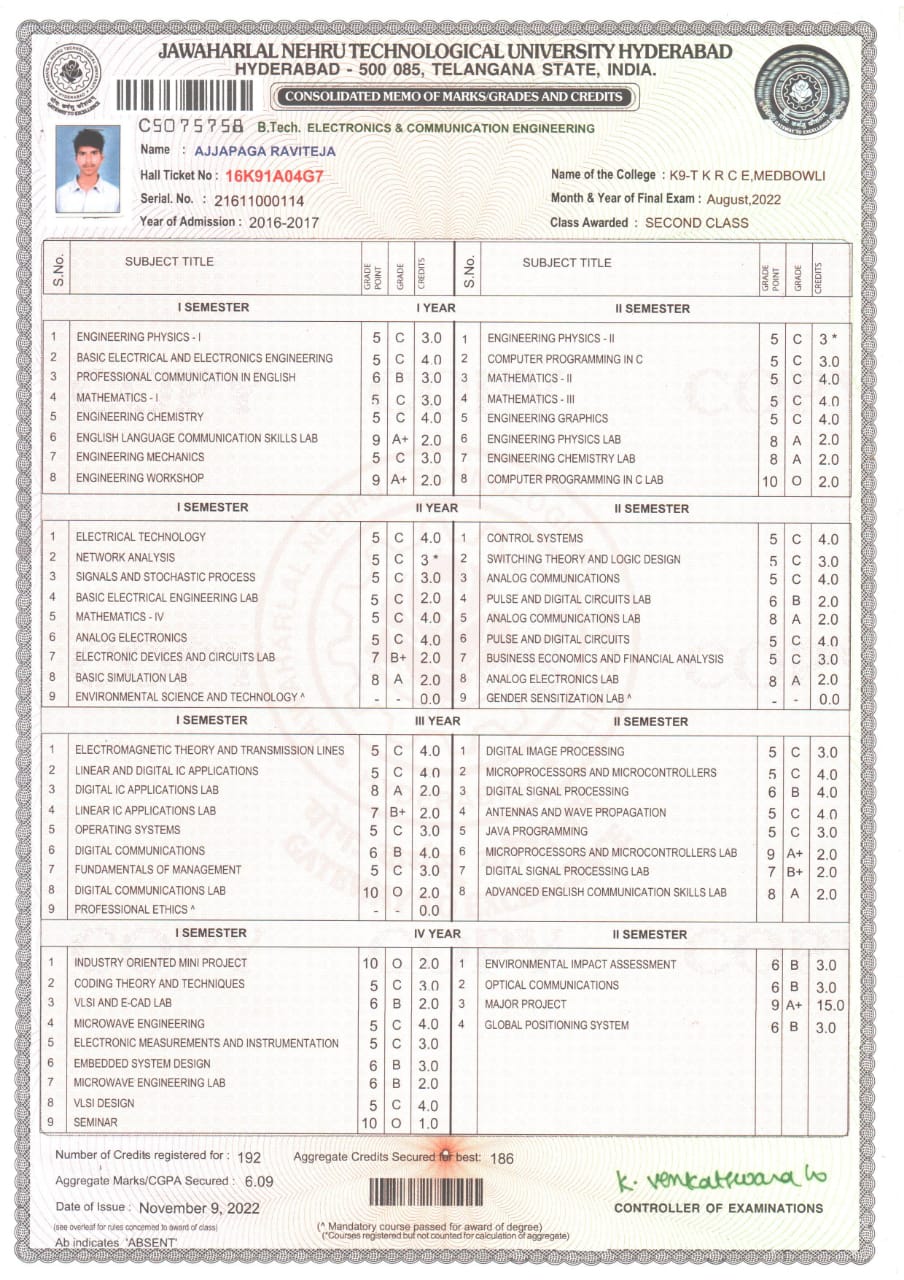 JAWAHARLAL NEHRU TECHNOLOGICAL UNIVERSITY HYDERABAD
HYDERABAD - 500 085, TELANGANA STATE, INDIA.
CONSOLIDATED MEMO OF MARKS/GRADES AND CREDITS
C5075758 B.Tech. ELECTRONICS & COMMUNICATION ENGINEERING
Name : AJJAPAGA RAVITEJA
Hall Ticket No : 16K91A04G7 Name of the College : K9-T K R C E,MEDBOWLI
Serial. No. : 21611000114 Month & Year of Final Exam : August,2022
Year of Admission : 2016-2017 Class Awarded : SECOND CLASS
S.No. SUBJECT TITLE GRADE POINT GRADE CREDITS S.No. SUBJECT TITLE GRADE POINT GRADE CREDITS
I SEMESTER I YEAR II SEMESTER
1 ENGINEERING PHYSICS - I 5 C 3.0 1 ENGINEERING PHYSICS - II 5 C 3 *
2 BASIC ELECTRICAL AND ELECTRONICS ENGINEERING 5 C 4.0 2 COMPUTER PROGRAMMING IN C 5 C 3.0
3 PROFESSIONAL COMMUNICATION IN ENGLISH 6 B 3.0 3 MATHEMATICS - II 5 C 4.0
4 MATHEMATICS - I 5 C 3.0 4 MATHEMATICS - III 5 C 4.0
5 ENGINEERING CHEMISTRY 5 C 4.0 5 ENGINEERING GRAPHICS 5 C 4.0
6 ENGLISH LANGUAGE COMMUNICATION SKILLS LAB 9 A+ 2.0 6 ENGINEERING PHYSICS LAB 8 A 2.0
7 ENGINEERING MECHANICS 5 C 3.0 7 ENGINEERING CHEMISTRY LAB 8 A 2.0
8 ENGINEERING WORKSHOP 9 A+ 2.0 8 COMPUTER PROGRAMMING IN C LAB 10 O 2.0
I SEMESTER II YEAR II SEMESTER
1 ELECTRICAL TECHNOLOGY 5 C 4.0 1 CONTROL SYSTEMS 5 C 4.0
2 NETWORK ANALYSIS 5 C 3 * 2 SWITCHING THEORY AND LOGIC DESIGN 5 C 3.0
3 SIGNALS AND STOCHASTIC PROCESS 5 C 3.0 3 ANALOG COMMUNICATIONS 5 C 4.0
4 BASIC ELECTRICAL ENGINEERING LAB 5 C 2.0 4 PULSE AND DIGITAL CIRCUITS LAB 6 B 2.0
5 MATHEMATICS - IV 5 C 4.0 5 ANALOG COMMUNICATIONS LAB 8 A 2.0
6 ANALOG ELECTRONICS 5 C 4.0 6 PULSE AND DIGITAL CIRCUITS 5 C 4.0
7 ELECTRONIC DEVICES AND CIRCUITS LAB 7 B+ 2.0 7 BUSINESS ECONOMICS AND FINANCIAL ANALYSIS 5 C 3.0
8 BASIC SIMULATION LAB 8 A 2.0 8 ANALOG ELECTRONICS LAB 8 A 2.0
9 ENVIRONMENTAL SCIENCE AND TECHNOLOGY ^ - - 0.0 9 GENDER SENSITIZATION LAB ^ - - 0.0
I SEMESTER III YEAR II SEMESTER
1 ELECTROMAGNETIC THEORY AND TRANSMISSION LINES 5 C 4.0 1 DIGITAL IMAGE PROCESSING 5 C 3.0
2 LINEAR AND DIGITAL IC APPLICATIONS 5 C 4.0 2 MICROPROCESSORS AND MICROCONTROLLERS 5 C 4.0
3 DIGITAL IC APPLICATIONS LAB 8 A 2.0 3 DIGITAL SIGNAL PROCESSING 6 B 4.0
4 LINEAR IC APPLICATIONS LAB 7 B+ 2.0 4 ANTENNAS AND WAVE PROPAGATION 5 C 4.0
5 OPERATING SYSTEMS 5 C 3.0 5 JAVA PROGRAMMING 5 C 3.0
6 DIGITAL COMMUNICATIONS 6 B 4.0 6 MICROPROCESSORS AND MICROCONTROLLERS LAB 9 A+ 2.0
7 FUNDAMENTALS OF MANAGEMENT 5 C 3.0 7 DIGITAL SIGNAL PROCESSING LAB 7 B+ 2.0
8 DIGITAL COMMUNICATIONS LAB 10 O 2.0 8 ADVANCED ENGLISH COMMUNICATION SKILLS LAB 8 A 2.0
9 PROFESSIONAL ETHICS ^ - - 0.0
I SEMESTER IV YEAR II SEMESTER
1 INDUSTRY ORIENTED MINI PROJECT 10 O 2.0 1 ENVIRONMENTAL IMPACT ASSESSMENT 6 B 3.0
2 CODING THEORY AND TECHNIQUES 5 C 3.0 2 OPTICAL COMMUNICATIONS 6 B 3.0
3 VLSI AND E-CAD LAB 6 B 2.0 3 MAJOR PROJECT 9 A+ 15.0
4 MICROWAVE ENGINEERING 5 C 4.0 4 GLOBAL POSITIONING SYSTEM 6 B 3.0
5 ELECTRONIC MEASUREMENTS AND INSTRUMENTATION 5 C 3.0
6 EMBEDDED SYSTEM DESIGN 6 B 3.0
7 MICROWAVE ENGINEERING LAB 6 B 2.0
8 VLSI DESIGN 5 C 4.0
9 SEMINAR 10 O 1.0
Number of Credits registered for : 192 Aggregate Credits Secured for best: 186
Aggregate Marks/CGPA Secured : 6.09
K. Venkateswara
Date of Issue : November 9, 2022 CONTROLLER OF EXAMINATIONS
(see overleaf for rules concerned to award of class) (^ Mandatory course passed for award of degree)
(*Courses registered but not counted for calculation of aggregate)
Ab indicates 'ABSENT'